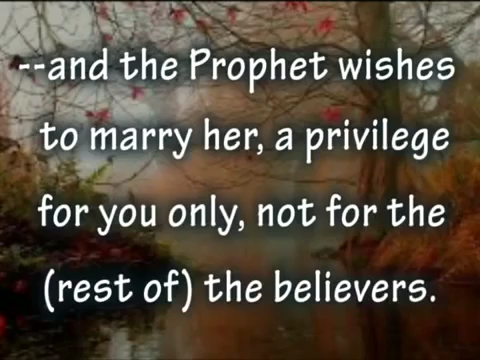 --and the Prophet wishes
to marry her, a privilege
for you only, not for the
(rest of) the believers.